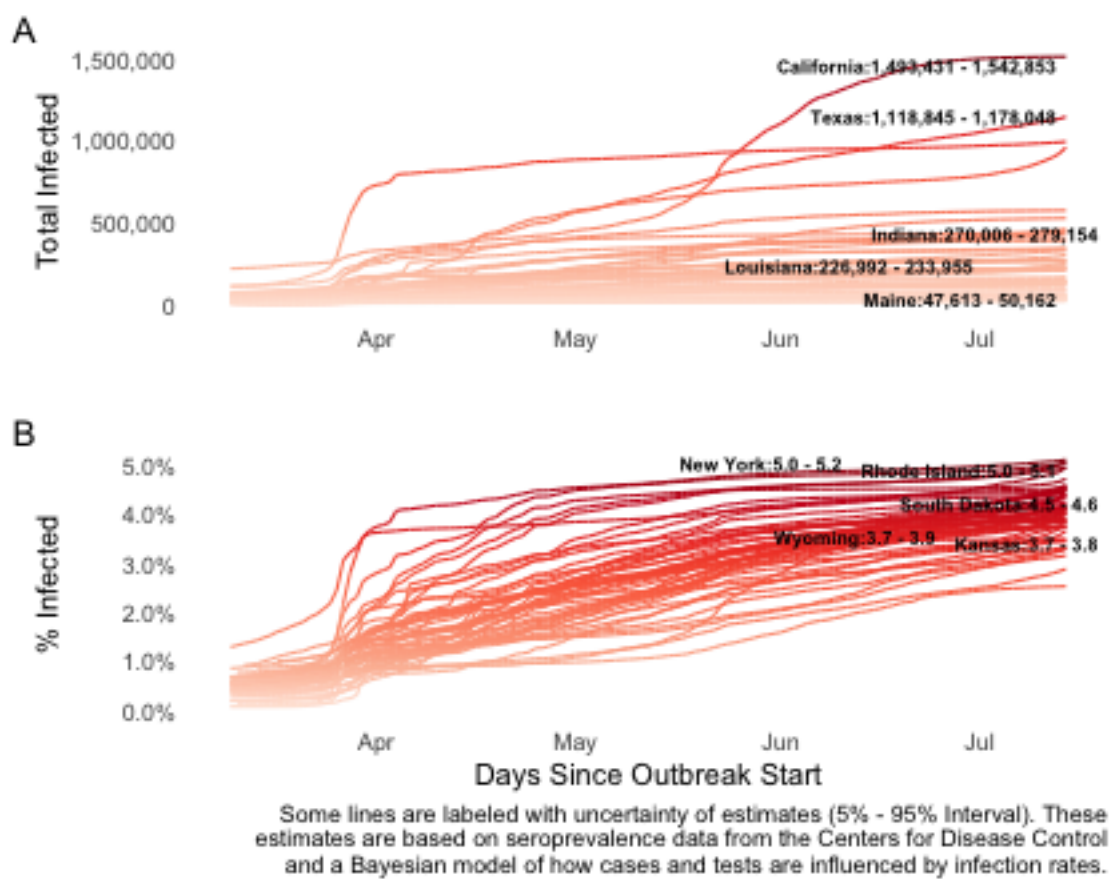 A
1,500,000
California:1,493,431 - 1,542,853
Texas:1,118,845 - 1,178,048
1,000,000
Total Infected
500,000
Indiana:270,006 - 279,154
Louisiana:226,992 - 233,955
Maine:47,613 - 50,162
0
Apr May Jun Jul
B
5.0%
New York:5.0 - 5.2
Rhode Island:5.0 - 5.1
4.0%
South Dakota:4.5 - 4.6
Wyoming:3.7 - 3.9
Kansas:3.7 - 3.8
3.0%
% Infected
2.0%
1.0%
0.0%
Apr May Jun Jul
Days Since Outbreak Start
Some lines are labeled with uncertainty of estimates (5% - 95% Interval). These
estimates are based on seroprevalence data from the Centers for Disease Control
and a Bayesian model of how cases and tests are influenced by infection rates.